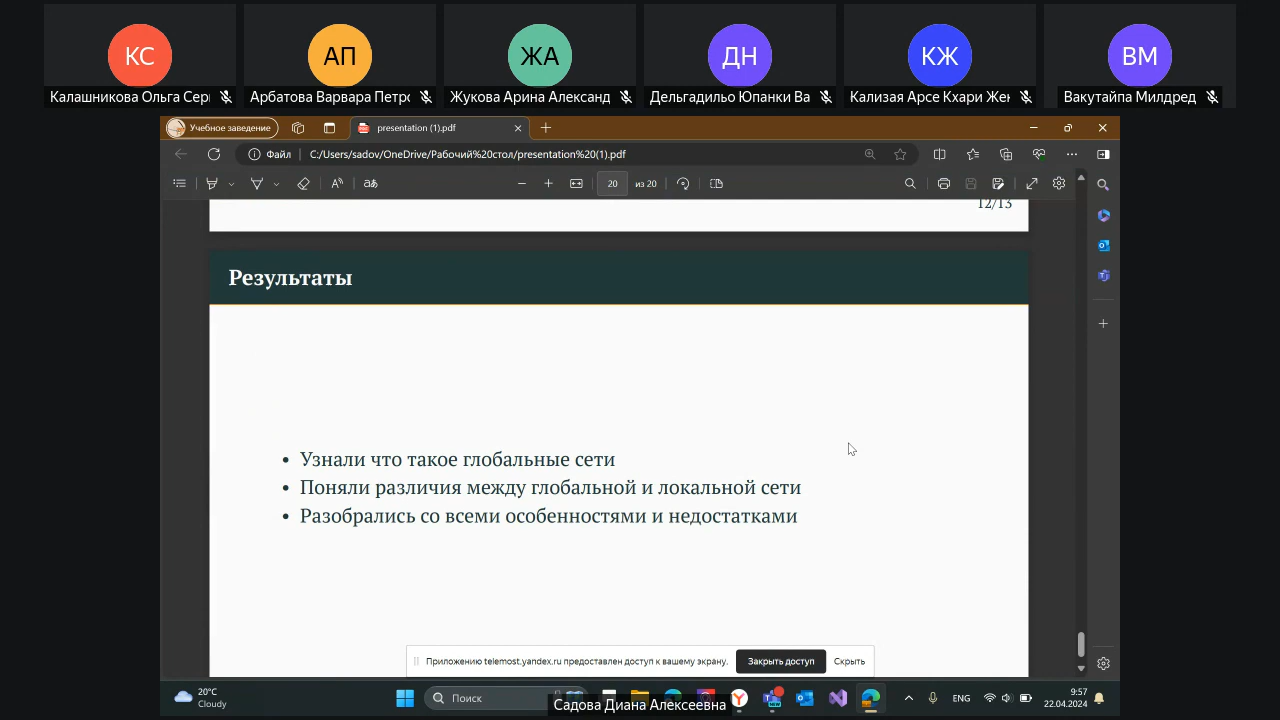 КС
АП
ЖА
ДН
КЖ
ВМ
Калашникова Ольга Сер
Арбатова Варвара Петро
Жукова Арина Александ
Дельгадильо Юпанки Ва
Кализая Арсе Кхари Жен
Вакутайпа Милдред
Учебное заведение
presentation (1).pdf
Файл
C:/Users/sadov/OneDrive/Рабочий%20стол/presentation%20(1).pdf
20
из 20
12/13
Результаты
• Узнали что такое глобальные сети
• Поняли различия между глобальной и локальной сети
• Разобрались со всеми особенностями и недостатками
Приложению telemost.yandex.ru предоставлен доступ к вашему экрану.
Закрыть доступ
Скрыть
20°C
Cloudy
Поиск
ENG
9:57
22.04.2024
Садова Диана Алексеевна